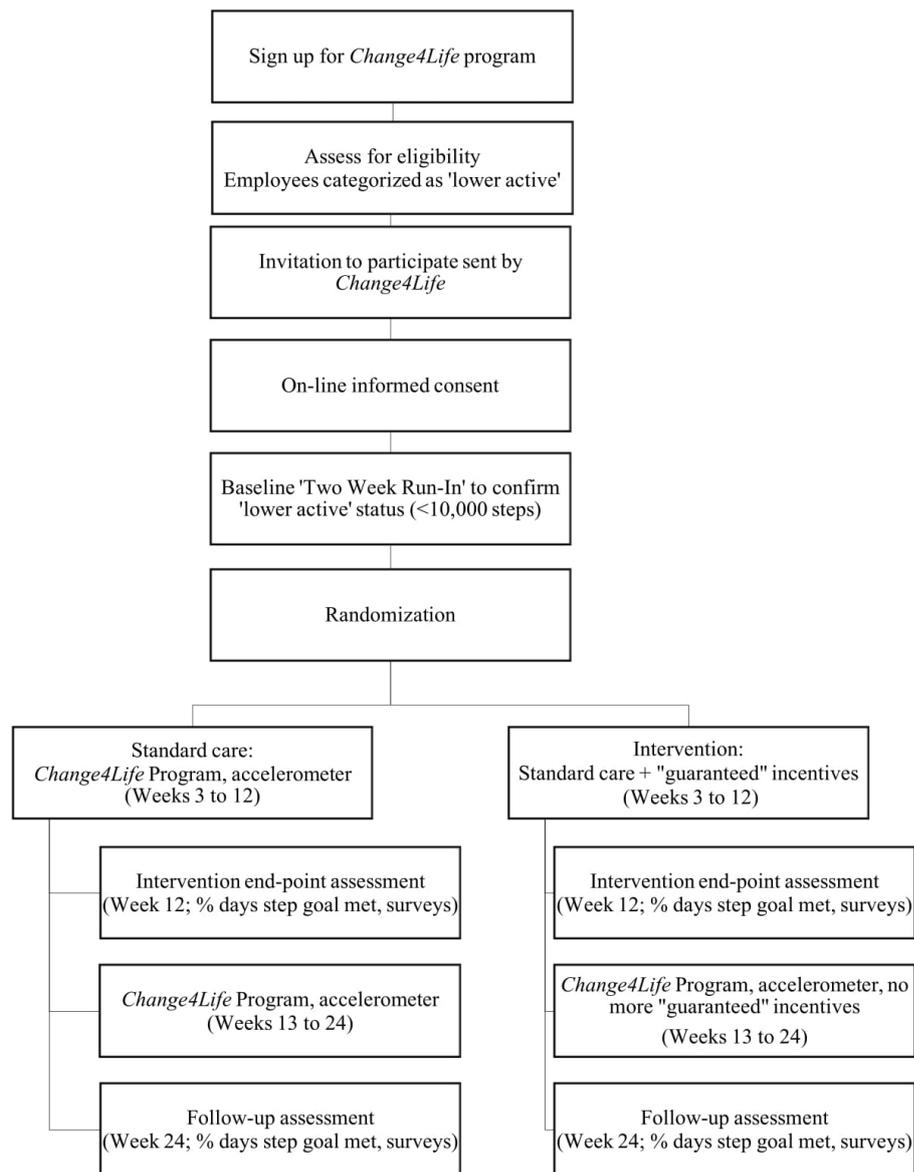 Sign up for Change4Life program
Assess for eligibility
Employees categorized as 'lower active'
Invitation to participate sent by
Change4Life
On-line informed consent
Baseline 'Two Week Run-In' to confirm
'lower active' status (<10,000 steps)
Randomization
Standard care:
Change4Life Program, accelerometer
(Weeks 3 to 12)
Intervention end-point assessment
(Week 12; % days step goal met, surveys)
Change4Life Program, accelerometer
(Weeks 13 to 24)
Follow-up assessment
(Week 24; % days step goal met, surveys)
Intervention:
Standard care + "guaranteed" incentives
(Weeks 3 to 12)
Intervention end-point assessment
(Week 12; % days step goal met, surveys)
Change4Life Program, accelerometer, no
more "guaranteed" incentives
(Weeks 13 to 24)
Follow-up assessment
(Week 24; % days step goal met, surveys)